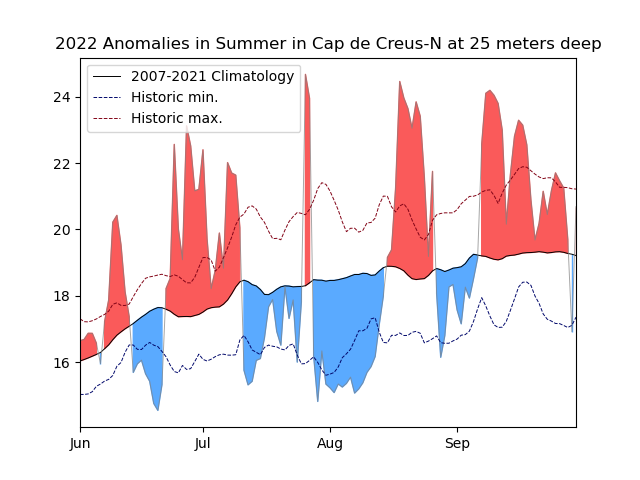 2022 Anomalies in Summer in Cap de Creus-N at 25 meters deep
2007-2021 Climatology
Historic min.
Historic max.
24
22
20
18
16
Jun Jul Aug Sep